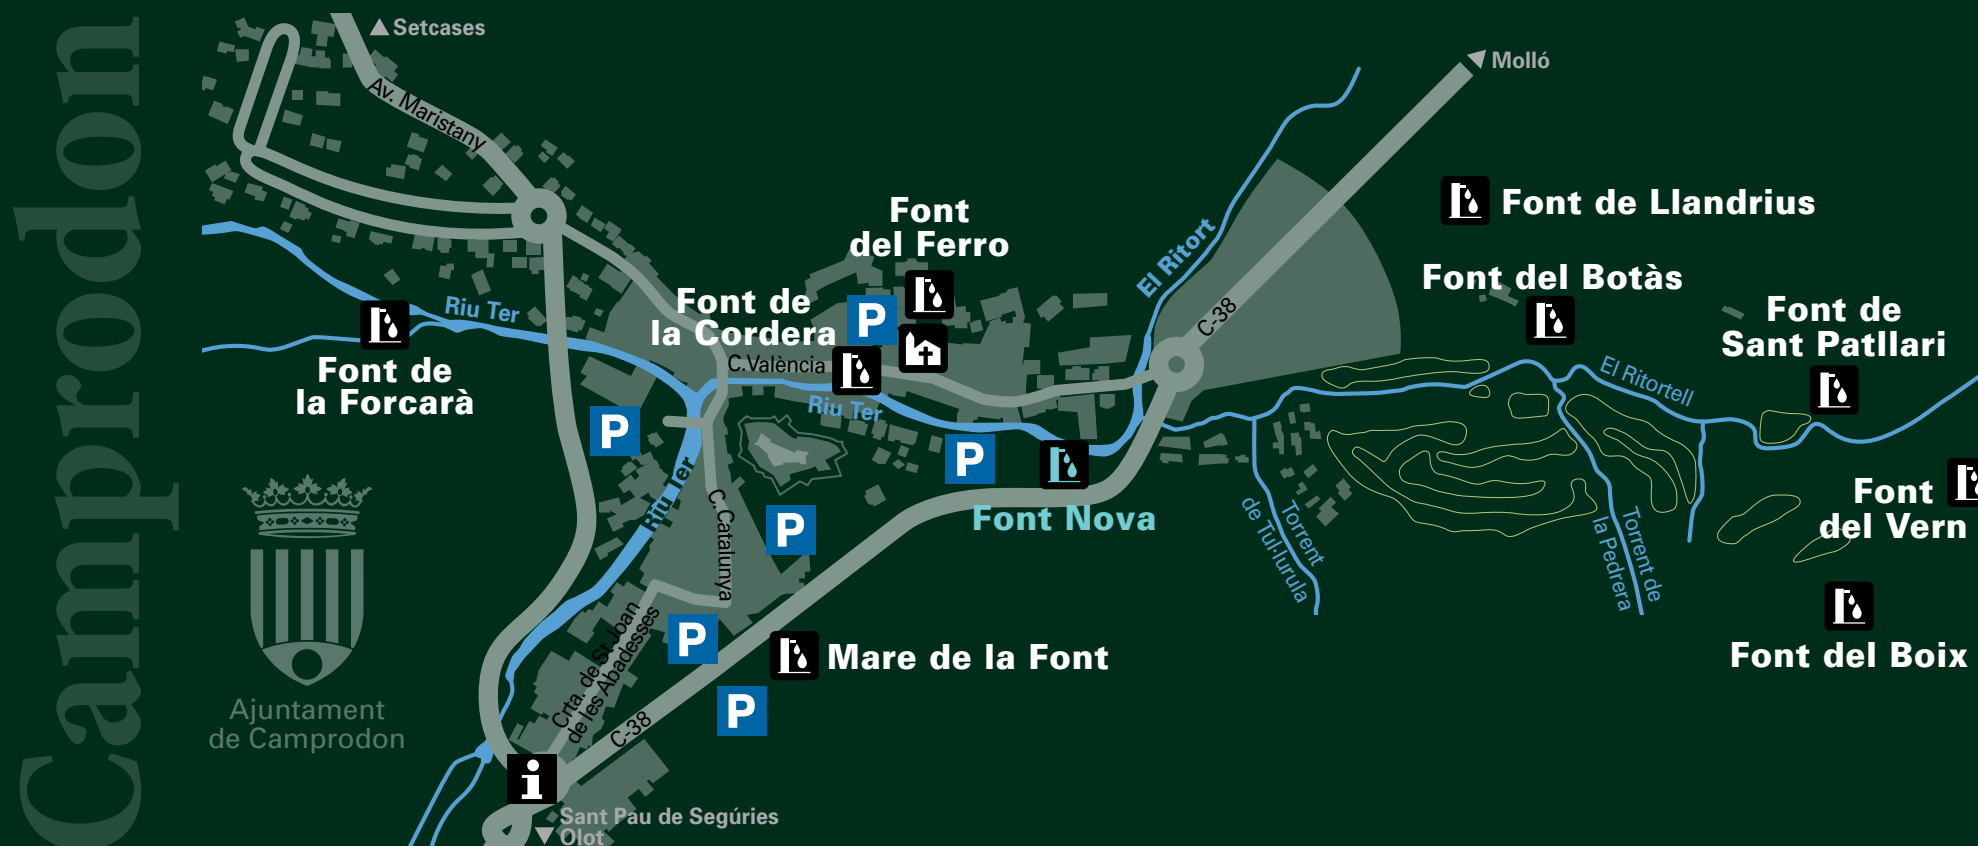 Camprodon
Setcases
Molló
Av. Maristany
Font
del Ferro
Font de Llandrius
El Ritort
Font del Botàs
Riu Ter
Font de
la Cordera
P
C-38
Font de
Sant Patllari
Font de
la Forcarà
C.València
El Ritortell
Riu Ter
P
P
Riu Ter
C. Catalunya
Font Nova
P
Font
del Vern
Torrent
de Tul·lurula
Torrent de
la Pedrera
P
Mare de la Font
Font del Boix
Crta. de St. Joan
de les Abadesses
P
C-38
Ajuntament
de Camprodon
i
Sant Pau de Segúries
Olot